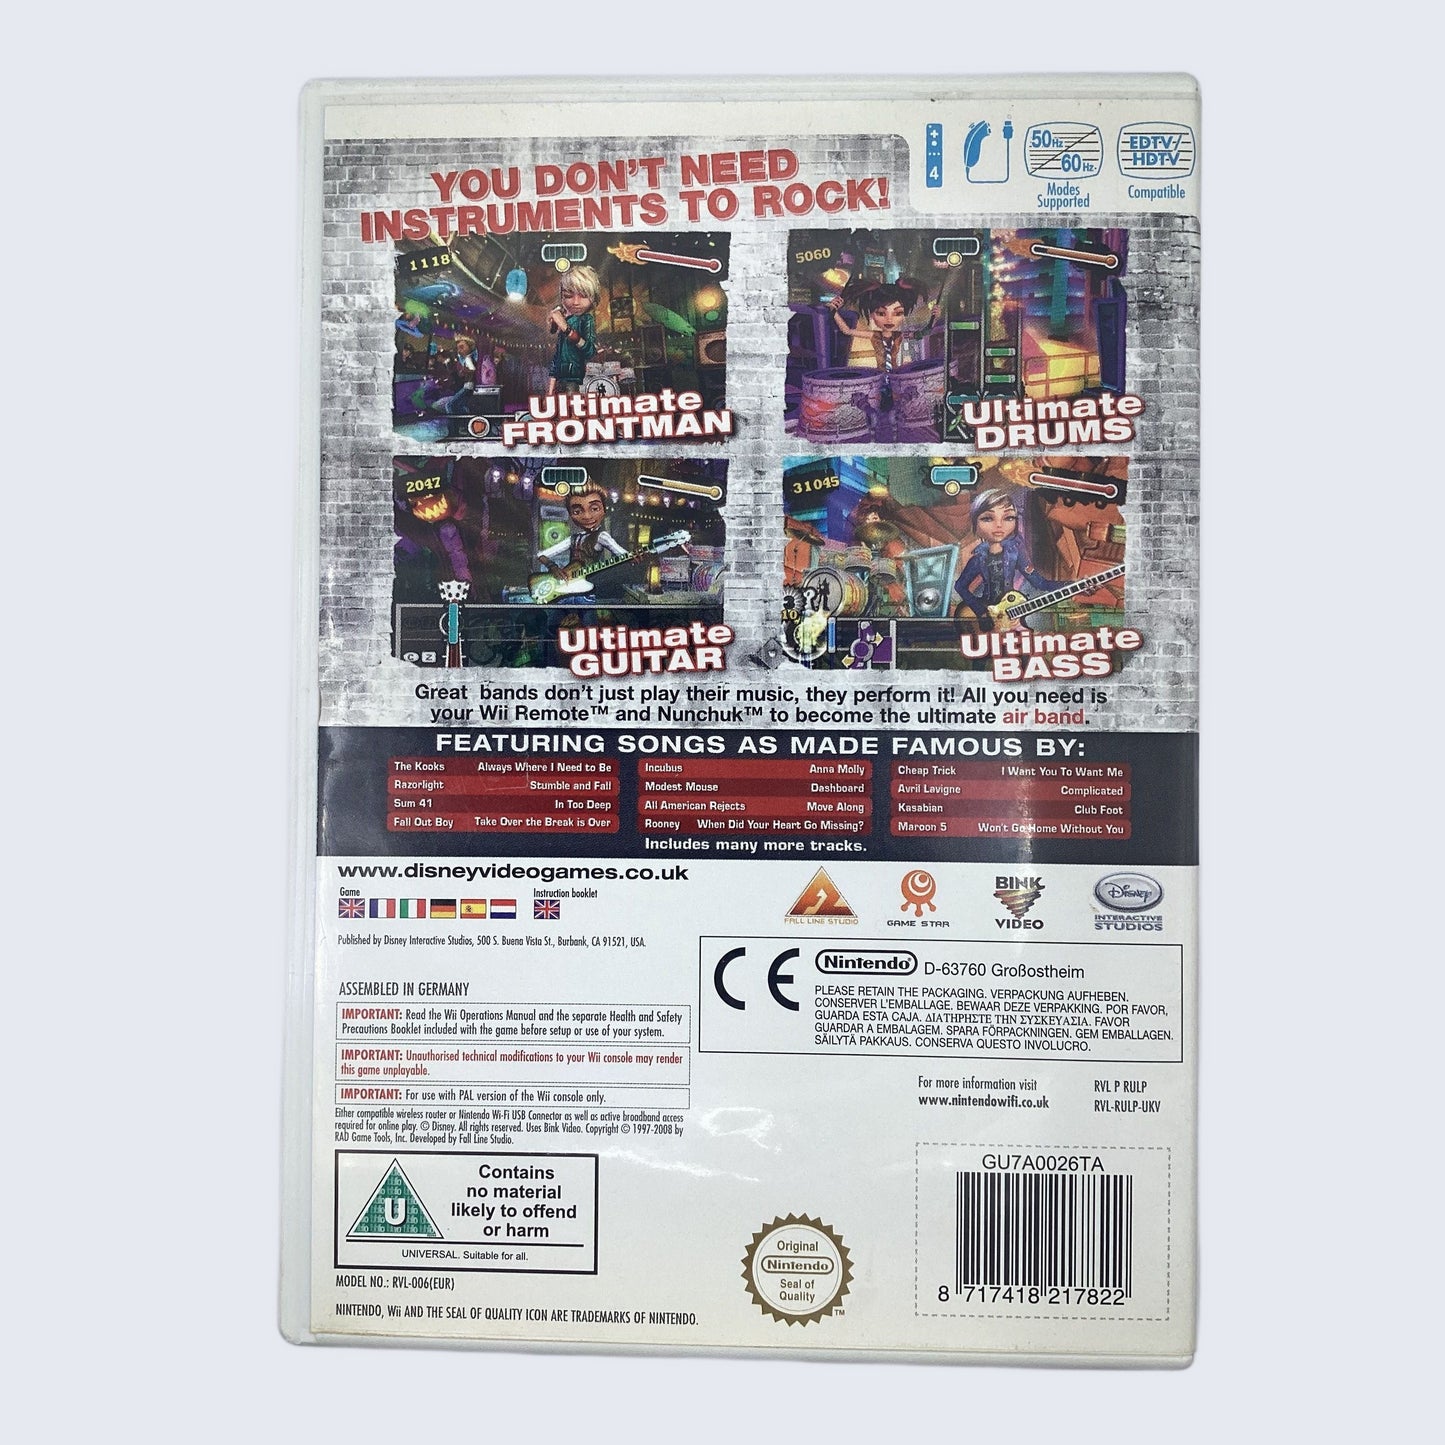 YOU DON'T NEED
INSTRUMENTS TO ROCK!
4
50Hz
60Hz
Modes
Supported
EDTV/
HDTV
Compatible
1118
Ultimate
FRONTMAN
5060
Ultimate
DRUMS
2047
C Z
Ultimate
GUITAR
31045
10
Ultimate
BASS
Great bands don't just play their music, they perform it! All you need is
your Wii Remote™ and Nunchuk™ to become the ultimate air band.
FEATURING SONGS AS MADE FAMOUS BY:
The Kooks Always Where I Need to Be
Razorlight Stumble and Fall
Sum 41 In Too Deep
Fall Out Boy Take Over the Break is Over
Incubus Anna Molly
Modest Mouse Dashboard
All American Rejects Move Along
Rooney When Did Your Heart Go Missing?
Cheap Trick I Want You To Want Me
Avril Lavigne Complicated
Kasabian Club Foot
Maroon 5 Won't Go Home Without You
Includes many more tracks.
www.disneyvideogames.co.uk
Game
Instruction booklet
FALL LINE STUDIO
GAME STAR
BINK
VIDEO
Disney
INTERACTIVE
STUDIOS
Published by Disney Interactive Studios, 500 S. Buena Vista St., Burbank, CA 91521, USA.
ASSEMBLED IN GERMANY
IMPORTANT: Read the Wii Operations Manual and the separate Health and Safety
Precautions Booklet included with the game before setup or use of your system.
IMPORTANT: Unauthorised technical modifications to your Wii console may render
this game unplayable.
IMPORTANT: For use with PAL version of the Wii console only.
Either compatible wireless router or Nintendo Wi-Fi USB Connector as well as active broadband access
required for online play. © Disney. All rights reserved. Uses Bink Video. Copyright © 1997-2008 by
RAD Game Tools, Inc. Developed by Fall Line Studio.
CE
Nintendo D-63760 Großostheim
PLEASE RETAIN THE PACKAGING. VERPACKUNG AUFHEBEN.
CONSERVER L'EMBALLAGE. BEWAAR DEZE VERPAKKING. POR FAVOR,
GUARDA ESTA CAJA. ΔΙΑΤΗΡΗΣΤΕ ΤΗΝ ΣΥΣΚΕΥΑΣΙΑ. FAVOR
GUARDAR A EMBALAGEM. SPARA FÖRPACKNINGEN. GEM EMBALLAGEN.
SÄILYTÄ PAKKAUS. CONSERVA QUESTO INVOLUCRO.
For more information visit
www.nintendowifi.co.uk
RVL P RULP
RVL-RULP-UKV
U
Contains
no material
likely to offend
or harm
UNIVERSAL. Suitable for all.
MODEL NO.: RVL-006(EUR)
NINTENDO, Wii AND THE SEAL OF QUALITY ICON ARE TRADEMARKS OF NINTENDO.
Original
Nintendo
Seal of
Quality
TM
GU7A0026TA
8 717418 217822